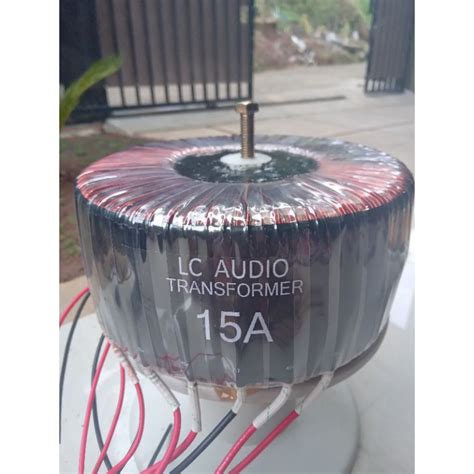 LC AUDIO
TRANSFORMER
15A